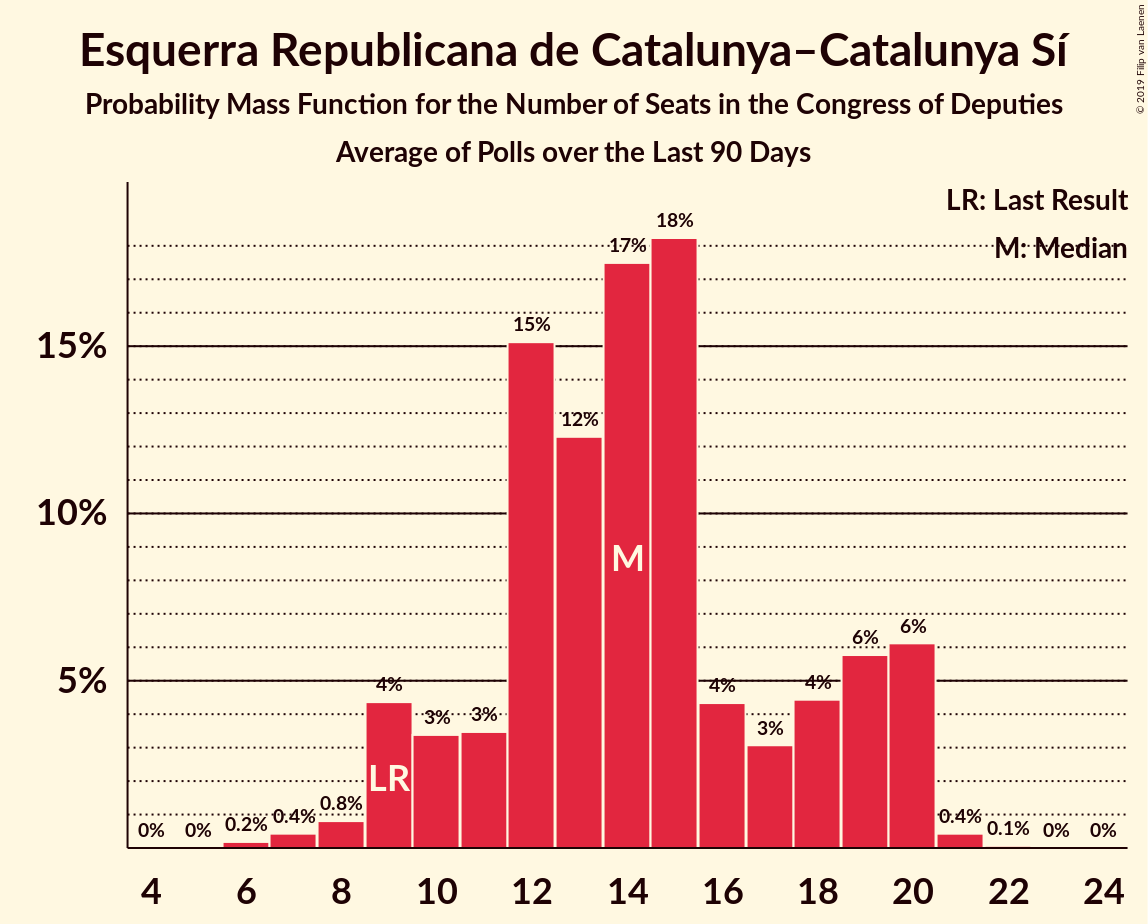 Esquerra Republicana de Catalunya–Catalunya Sí
Probability Mass Function for the Number of Seats in the Congress of Deputies
Average of Polls over the Last 90 Days
© 2019 Filip van Laenen
LR: Last Result
M: Median
18%
17%
15%
15%
12%
10%
M
6%
6%
5%
4%
4%
4%
3%
3%
3%
LR
0%
0%
0.2%
0.4%
0.8%
0.4%
0.1%
0%
0%
4 6 8 10 12 14 16 18 20 22 24